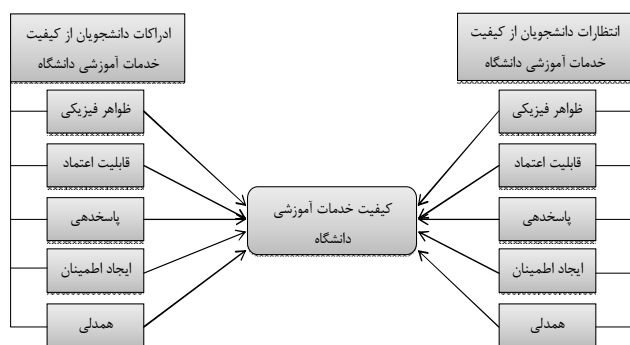 انتظارات دانشجویان از کیفیت
خدمات آموزشی دانشگاه
ظواهر فیزیکی
قابلیت اعتماد
پاسخدهی
ایجاد اطمینان
همدلی
کیفیت خدمات آموزشی
دانشگاه
ادراکات دانشجویان از کیفیت
خدمات آموزشی دانشگاه
ظواهر فیزیکی
قابلیت اعتماد
پاسخدهی
ایجاد اطمینان
همدلی